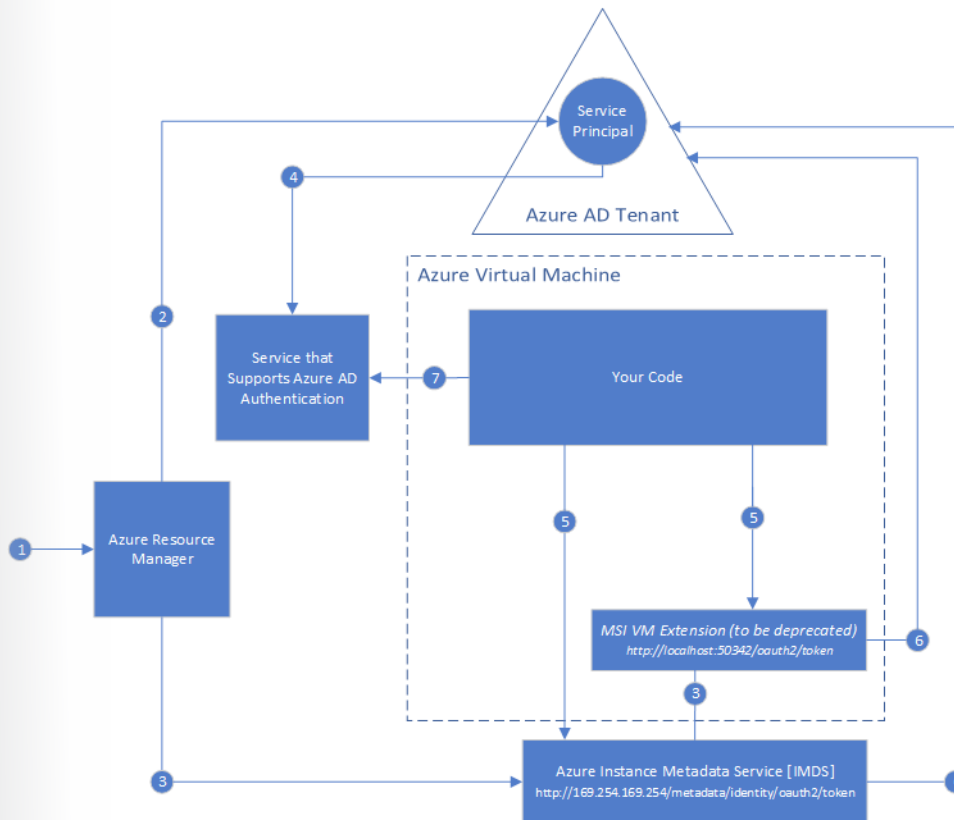 Service
Principal
4
Azure AD Tenant
Azure Virtual Machine
2
Service that
Supports Azure AD
Authentication
7
Your Code
1
Azure Resource
Manager
5
5
MSI VM Extension (to be deprecated)
http://localhost:50342/oauth2/token
6
3
3
Azure Instance Metadata Service [IMDS]
http://169.254.169.254/metadata/identity/oauth2/token